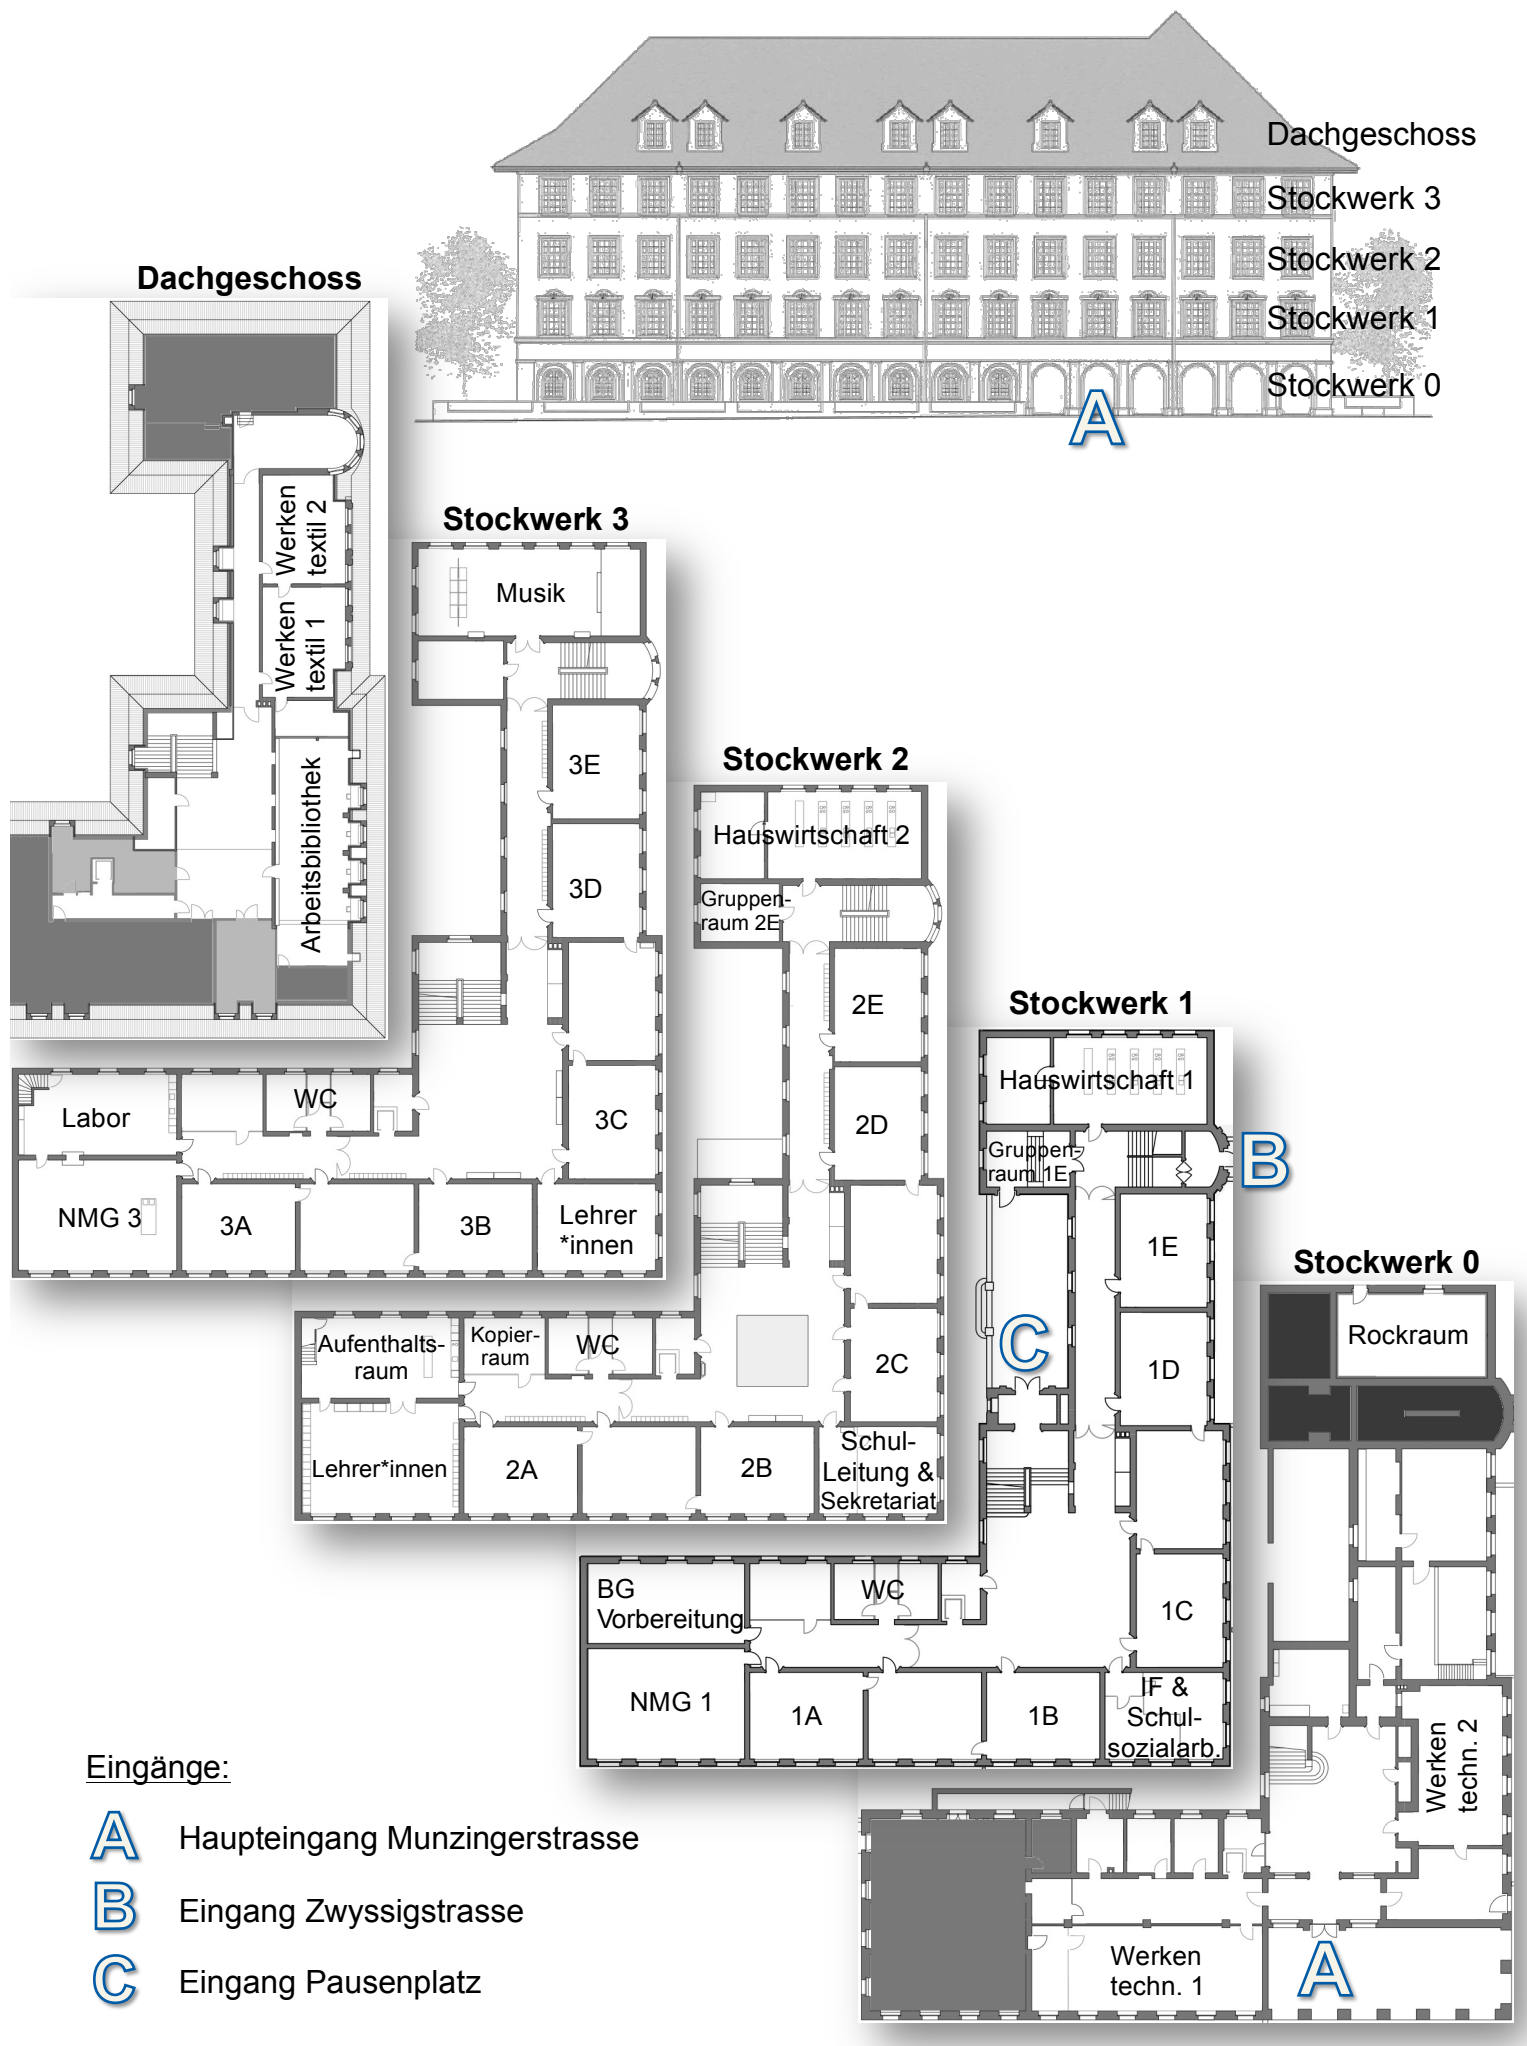 Dachgeschoss
Stockwerk 3
Stockwerk 2
Stockwerk 1
Stockwerk 0
A
Dachgeschoss
Werken
textil 2
Werken
textil 1
Arbeitsbibliothek
Stockwerk 3
Musik
3E
3D
3C
WC
Labor
NMG 3
3A
3B
Lehrer
*innen
Stockwerk 2
Hauswirtschaft 2
Gruppen-
raum 2E
2E
2D
2C
Aufenthalts-
raum
Kopier-
raum
WC
Lehrer*innen
2A
2B
Schul-
Leitung &
Sekretariat
Stockwerk 1
Hauswirtschaft 1
Gruppen-
raum 1E
B
1E
C
1D
1C
BG
Vorbereitung
WC
NMG 1
1A
1B
IF &
Schul-
sozialarb.
Stockwerk 0
Rockraum
Werken
techn. 2
Werken
techn. 1
A
Eingänge:
A Haupteingang Munzingerstrasse
B Eingang Zwyssigstrasse
C Eingang Pausenplatz